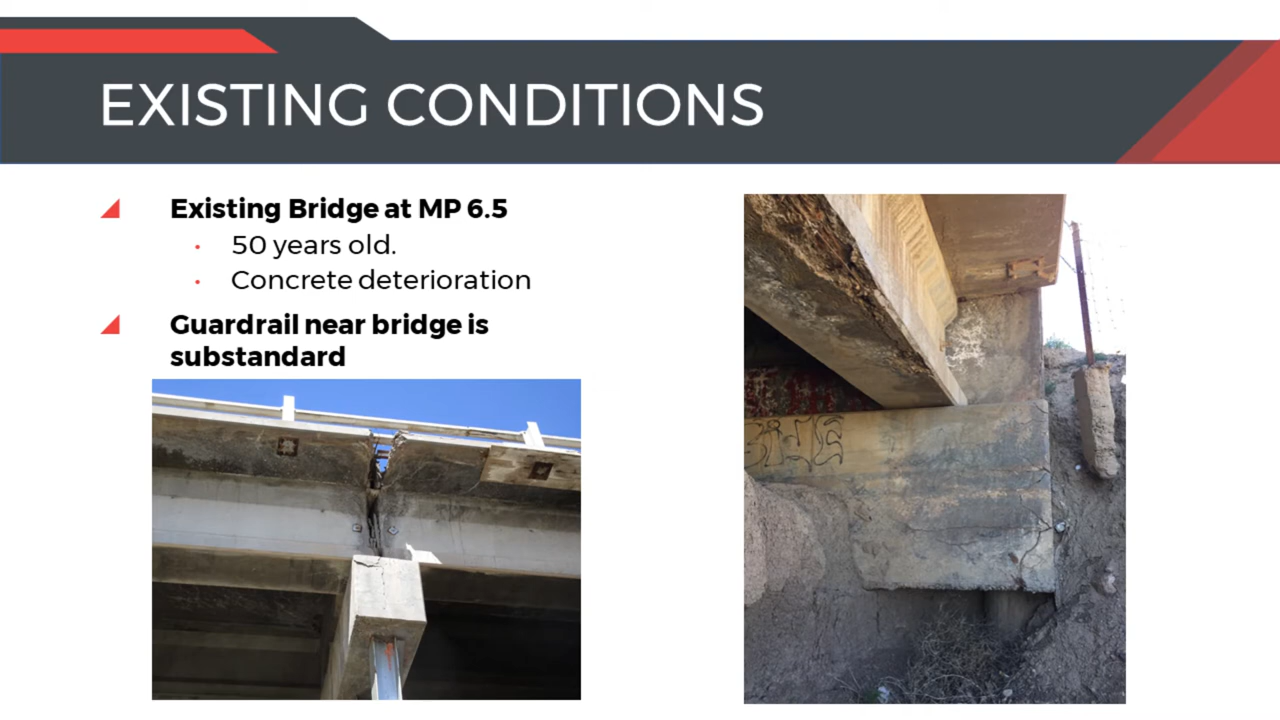 EXISTING CONDITIONS
Existing Bridge at MP 6.5
50 years old.
Concrete deterioration
Guardrail near bridge is
substandard